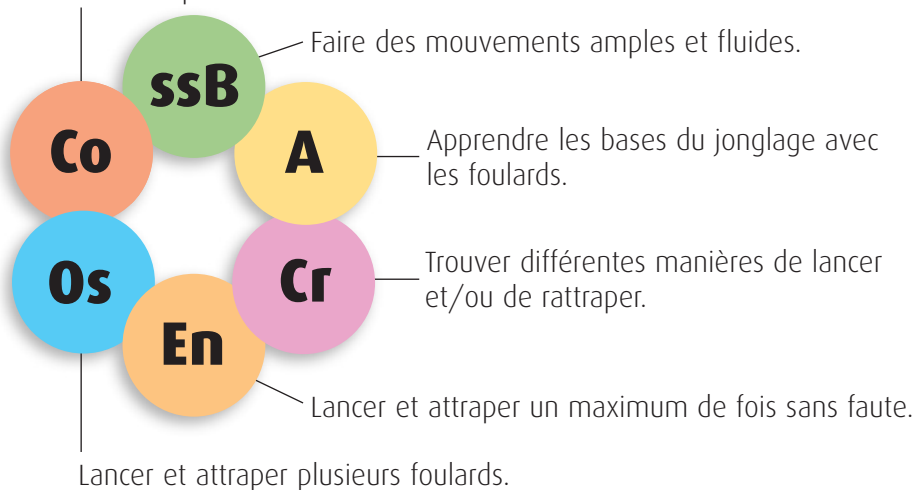 ssB
Faire des mouvements amples et fluides.
Co
A
Apprendre les bases du jonglage avec
les foulards.
Os
Cr
Trouver différentes manières de lancer
et/ou de rattraper.
En
Lancer et attraper un maximum de fois sans faute.
Lancer et attraper plusieurs foulards.